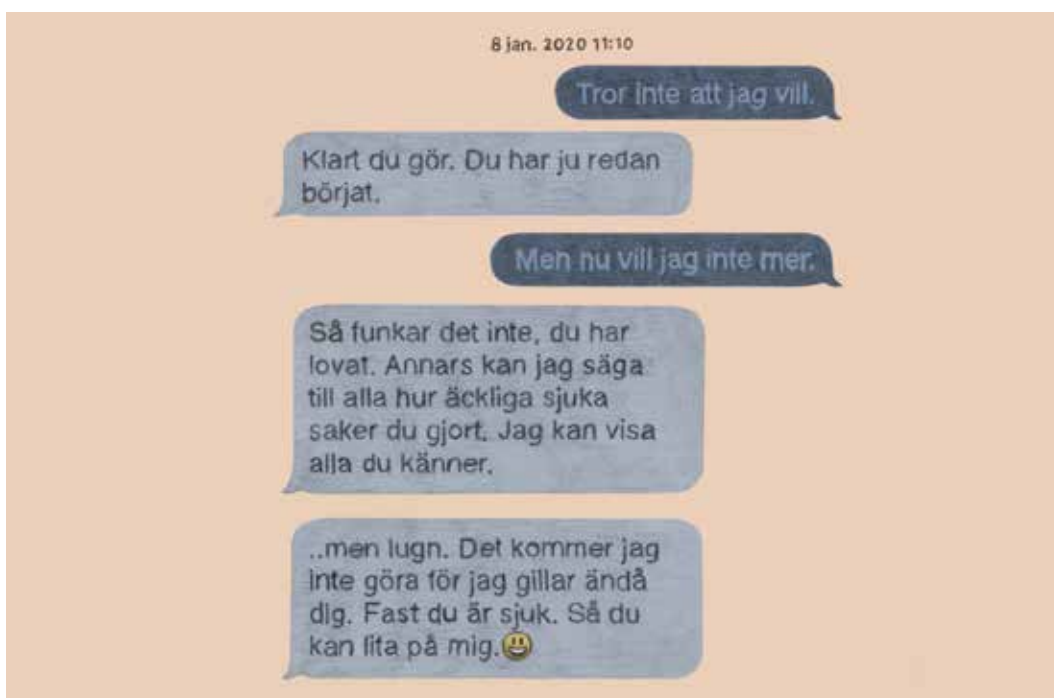 8 jan. 2020 11:10
Tror inte att jag vill.
Klart du gör. Du har ju redan
börjat.
Meh nu vill jag inte mer.
Så funkar det inte, du har
lovat. Annars kan jag säga
till alla hur äckliga sjuka
saker du gjort. Jag kan visa
alla du känner.
..men lugn. Det kommer jag
inte göra för jag gillar ändå
dig. Fast du är sjuk. Så du
kan lita på mig.😃